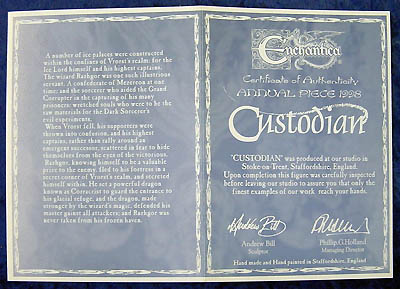 A number of ice palaces were constructed
within the confines of Vrorst's realm: for the
Ice Lord himself and his highest captains.
The wizard Rashgor was one such illustrious
servant. A confederate of Mezereon at one
time; and the sorcerer who aided the Grand
Corrupter in the capturing of his many
prisoners: wretched souls who were to be the
raw materials for the Dark Sorceror's
evil experiments.
When Vrorst fell, his supporters were
thrown into confusion, and his highest
captains, rather than rally around an
emergent successor, scattered in fear to hide
themselves from the eyes of the victorious.
Rashgor, knowing himself to be a valuable
prize to the enemy, fled to his fortress in a
secret corner of Vrorst's realm, and secreted
himself within. He set a powerful dragon
known as
to guard the entrance to
his glacial refuge, and the dragon, made
stronger by the wizard's magic, defended his
master gainst all attackers; and Rashgor was
never taken from his frozen haven.
Enchantica
Certificate of Authenticity
ANNUAL PIECE 1998
Custodian
'CUSTODIAN' was produced at our studio in
Stoke-on-Trent, Staffordshire, England.
Upon completion this figure was carefully inspected
before leaving our studio to assure you that only the
finest examples of our work, reach your hands.
Andrew Bill
Andrew Bill
Sculptor
Phillip.G.Holland
Managing Director
Hand made and Hand painted in Staffordshire, England